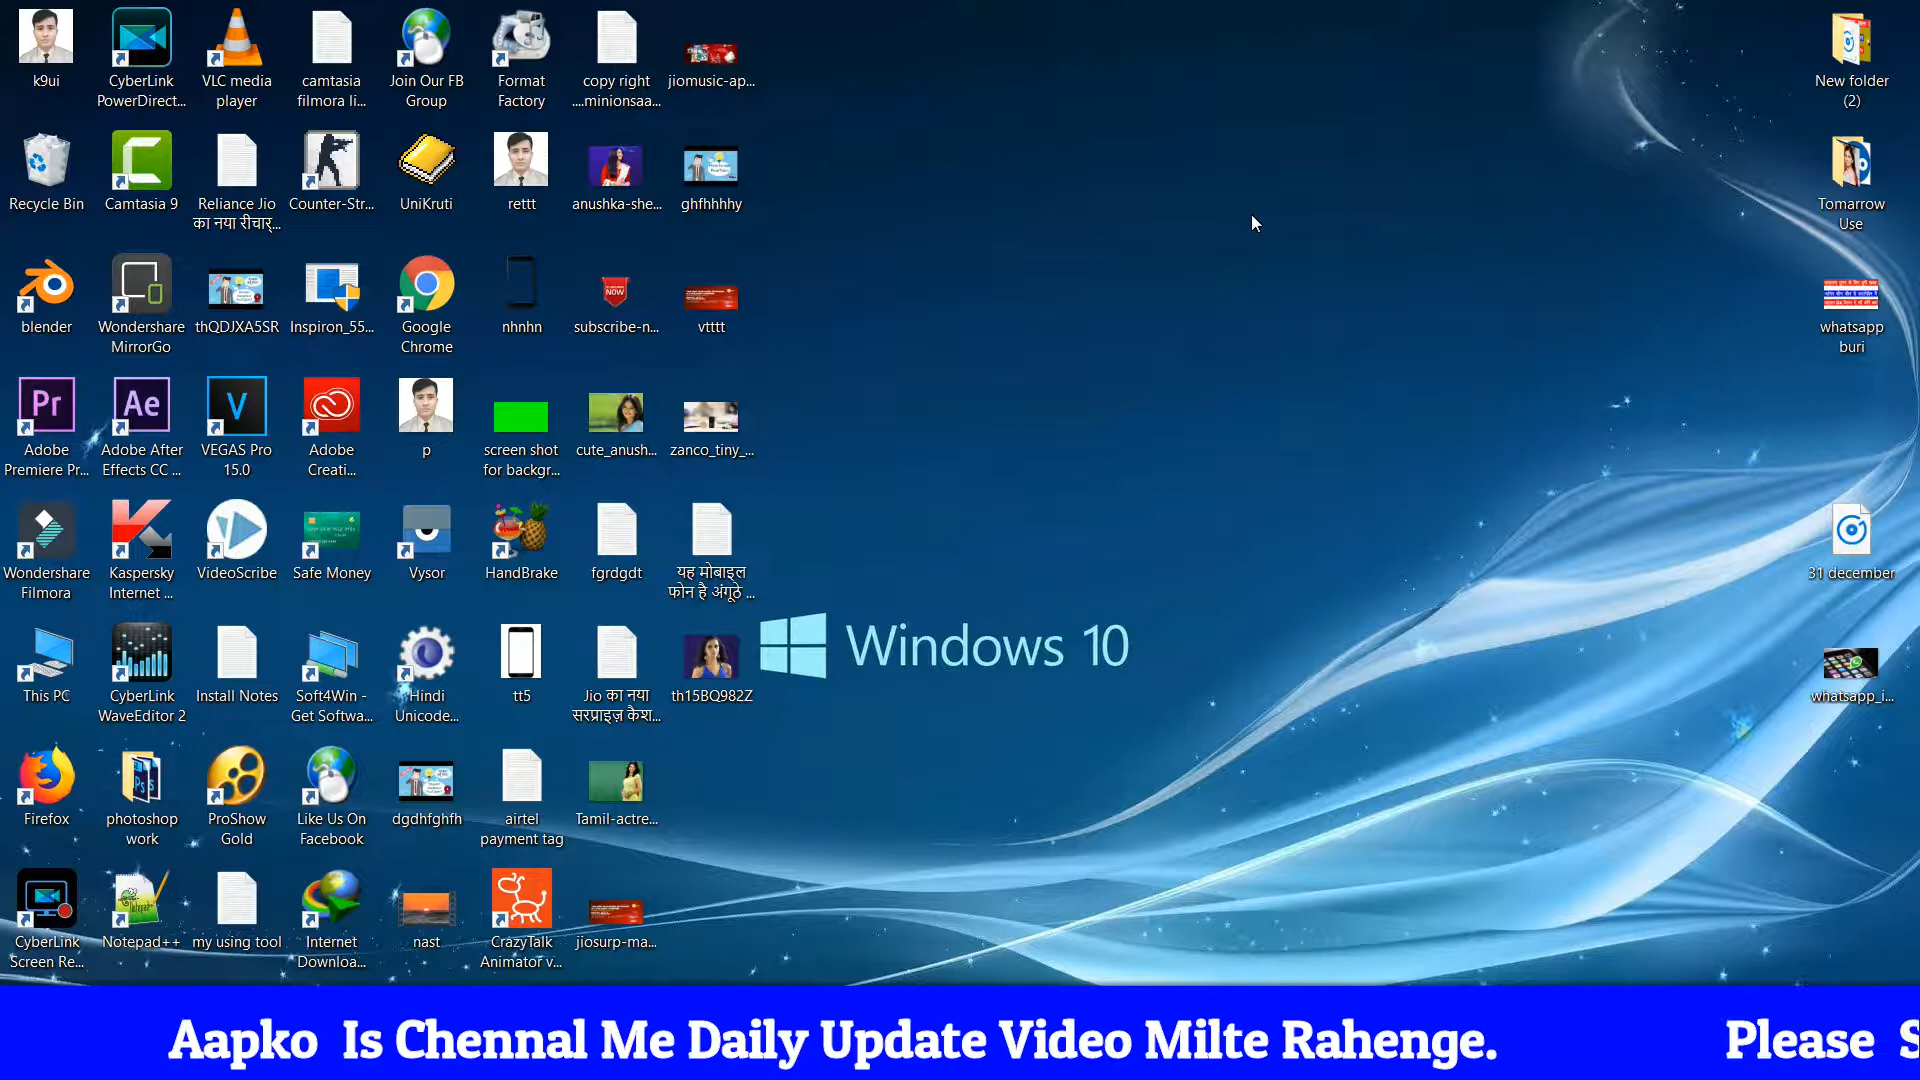 k9ui
CyberLink
PowerDirect...
VLC media
player
camtasia
filmora li...
Join Our FB
Group
Format
Factory
copy right
....minionsaa...
jiomusic-ap...
New folder
(2)
Recycle Bin
Camtasia 9
Reliance Jio
का नया रीचार्...
Counter-Str...
UniKruti
rettt
anushka-she...
ghfhhhhy
Tomarrow
Use
blender
Wondershare
MirrorGo
thQDJXA5SR
Inspiron_55...
Google
Chrome
nhnhn
NOW
subscribe-n...
vtttt
whatsapp
buri
Pr
Adobe
Premiere Pr...
Ae
Adobe After
Effects CC ...
V
VEGAS Pro
15.0
Adobe
Creati...
p
screen shot
for backgr...
cute_anush...
zanco_tiny_...
Wondershare
Filmora
Kaspersky
Internet ...
VideoScribe
Safe Money
Vysor
HandBrake
fgrdgdt
यह मोबाइल
फोन है अंगूठे ...
31 december
This PC
CyberLink
WaveEditor 2
Install Notes
Soft4Win -
Get Softwa...
Hindi
Unicode...
tt5
Jio का नया
सरप्राइज़ कैश...
th15BQ982Z
Windows 10
whatsapp_i...
Firefox
photoshop
work
ProShow
Gold
Like Us On
Facebook
dgdhfghfh
airtel
payment tag
Tamil-actre...
CyberLink
Screen Re...
Notepad++
my using tool
Internet
Downloa...
nast
CrazyTalk
Animator v...
jiosurp-ma...
Aapko Is Chennal Me Daily Update Video Milte Rahenge. Please S